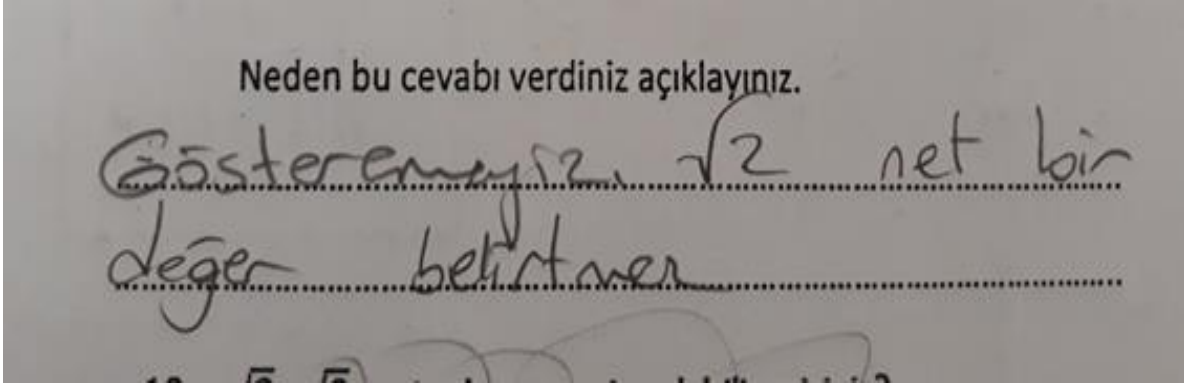 Neden bu cevabı verdiniz açıklayınız.
Gösteremeyiz. √2 net bir
değer belirtmez